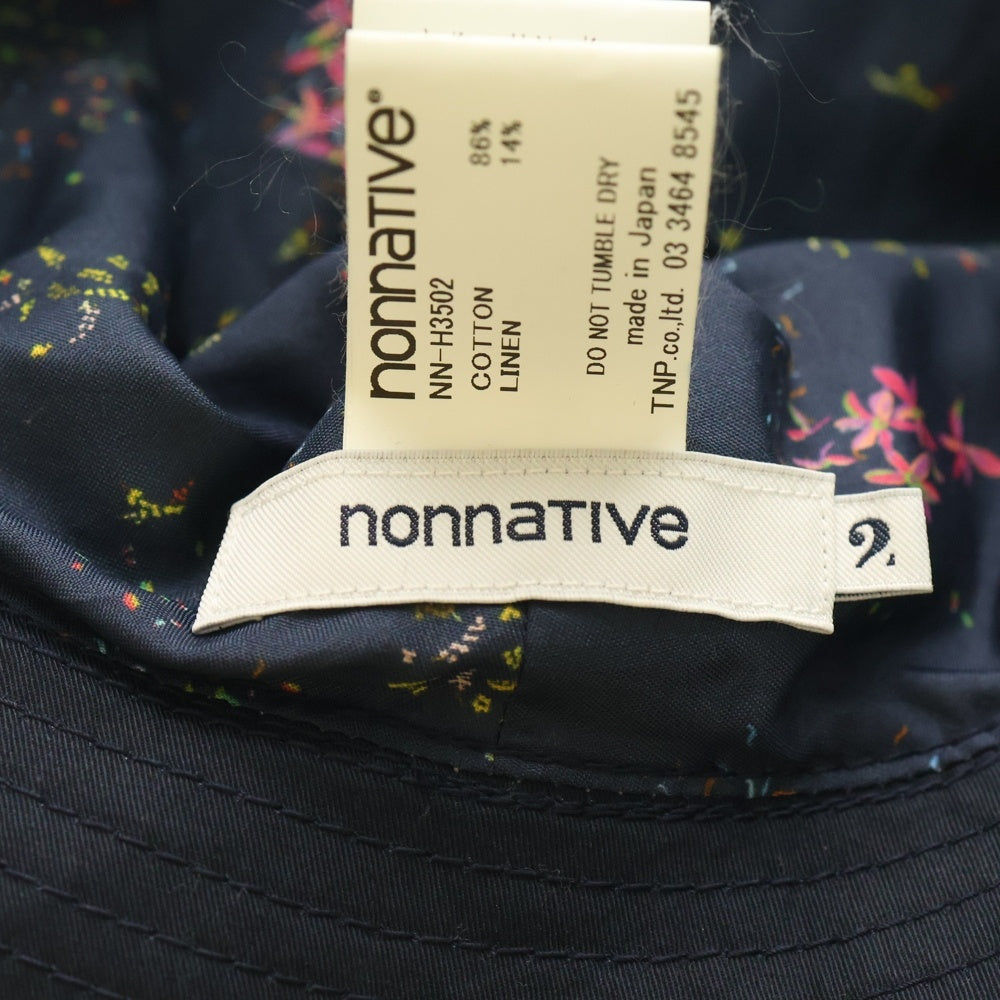 nonnaTIve®
NN-H3502
COTTON 86%
LINEN 14%
DO NOT TUMBLE DRY
made in Japan
TNP.co.,ltd. 03 3464 8545
nonnaTIve
2